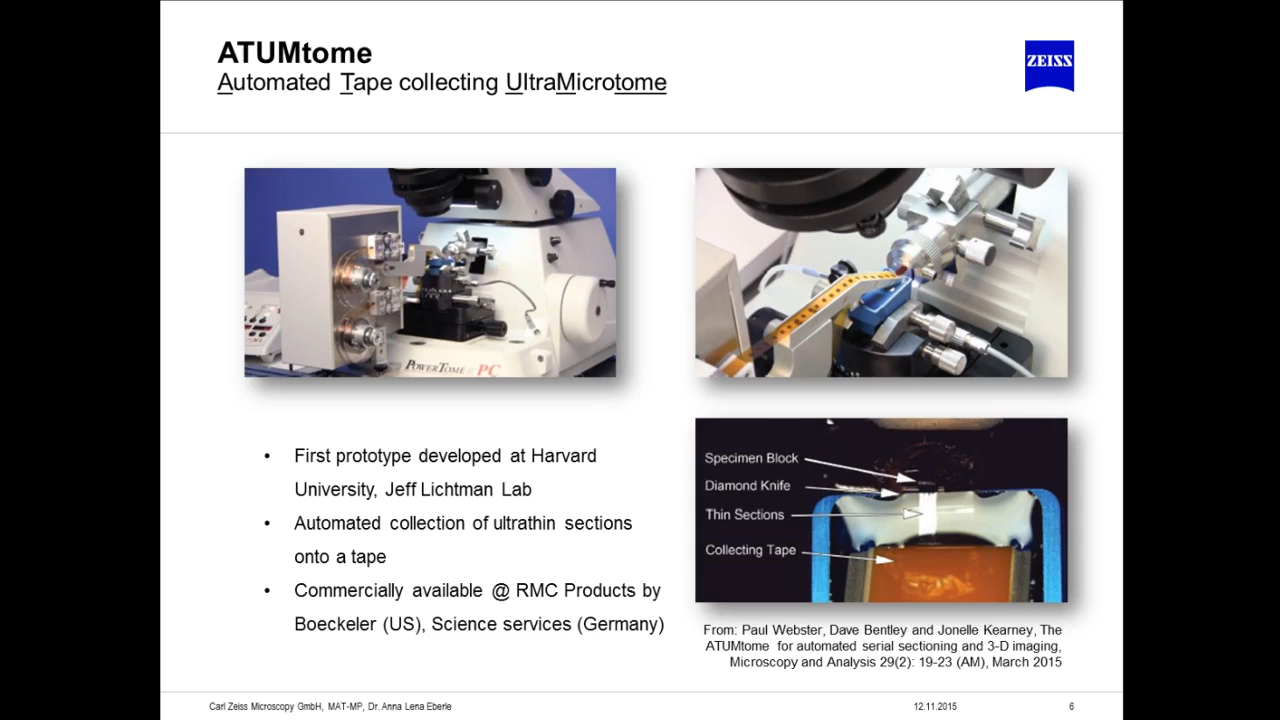 ATUMtome
Automated Tape collecting UltraMicrotome
ZEISS
POWERTOME PC
• First prototype developed at Harvard
University, Jeff Lichtman Lab
• Automated collection of ultrathin sections
onto a tape
• Commercially available @ RMC Products by
Boeckeler (US), Science services (Germany)
Specimen Block
Diamond Knife
Thin Sections
Collecting Tape
From: Paul Webster, Dave Bentley and Jonelle Kearney, The
ATUMtome for automated serial sectioning and 3-D imaging,
Microscopy and Analysis 29(2): 19-23 (AM), March 2015
Carl Zeiss Microscopy GmbH, MAT-MP, Dr. Anna Lena Eberle
12.11.2015
6